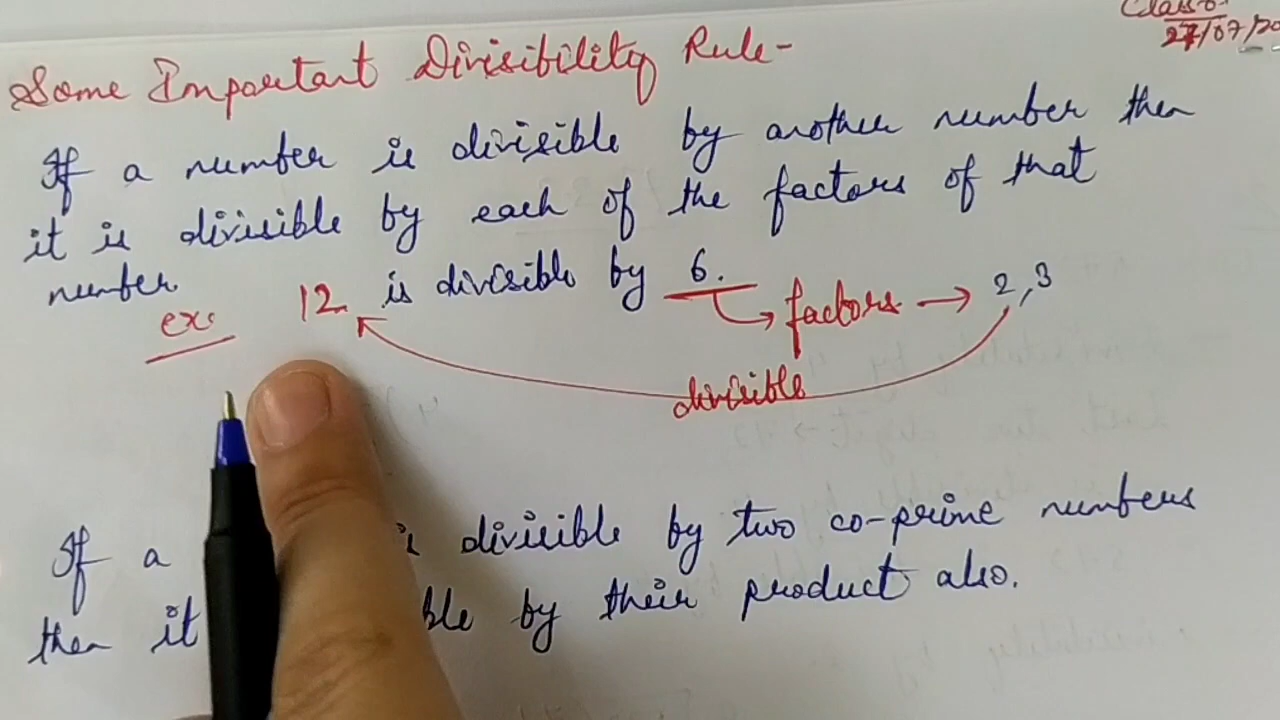 Class 6
27/07/20
Some Important Divisibility Rule-
If a number is divisible by another number then
it is divisible by each of the factors of that
number.
ex. 12. is divisible by 6. → factors → 2,3
divisible
If a is divisible by two co-prime numbers
then it ble by their product also.